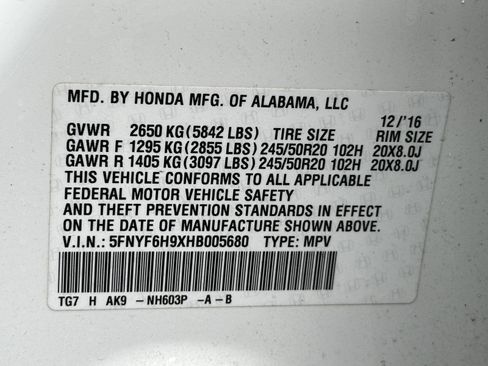 MFD. BY HONDA MFG. OF ALABAMA, LLC
12/'16
GVWR 2650 KG(5842 LBS) TIRE SIZE RIM SIZE
GAWR F 1295 KG(2855 LBS)245/50R20 102H 20X8.0J
GAWR R 1405 KG(3097 LBS)245/50R20 102H 20X8.0J
THIS VEHICLE CONFORMS TO ALL APPLICABLE
FEDERAL MOTOR VEHICLE SAFETY
AND THEFT PREVENTION STANDARDS IN EFFECT
ON THE DATE OF MANUFACTURE SHOWN ABOVE.
V.I.N.: 5FNYF6H9XHB005680 TYPE: MPV
TG7 H AK9 -NH603P -A-B